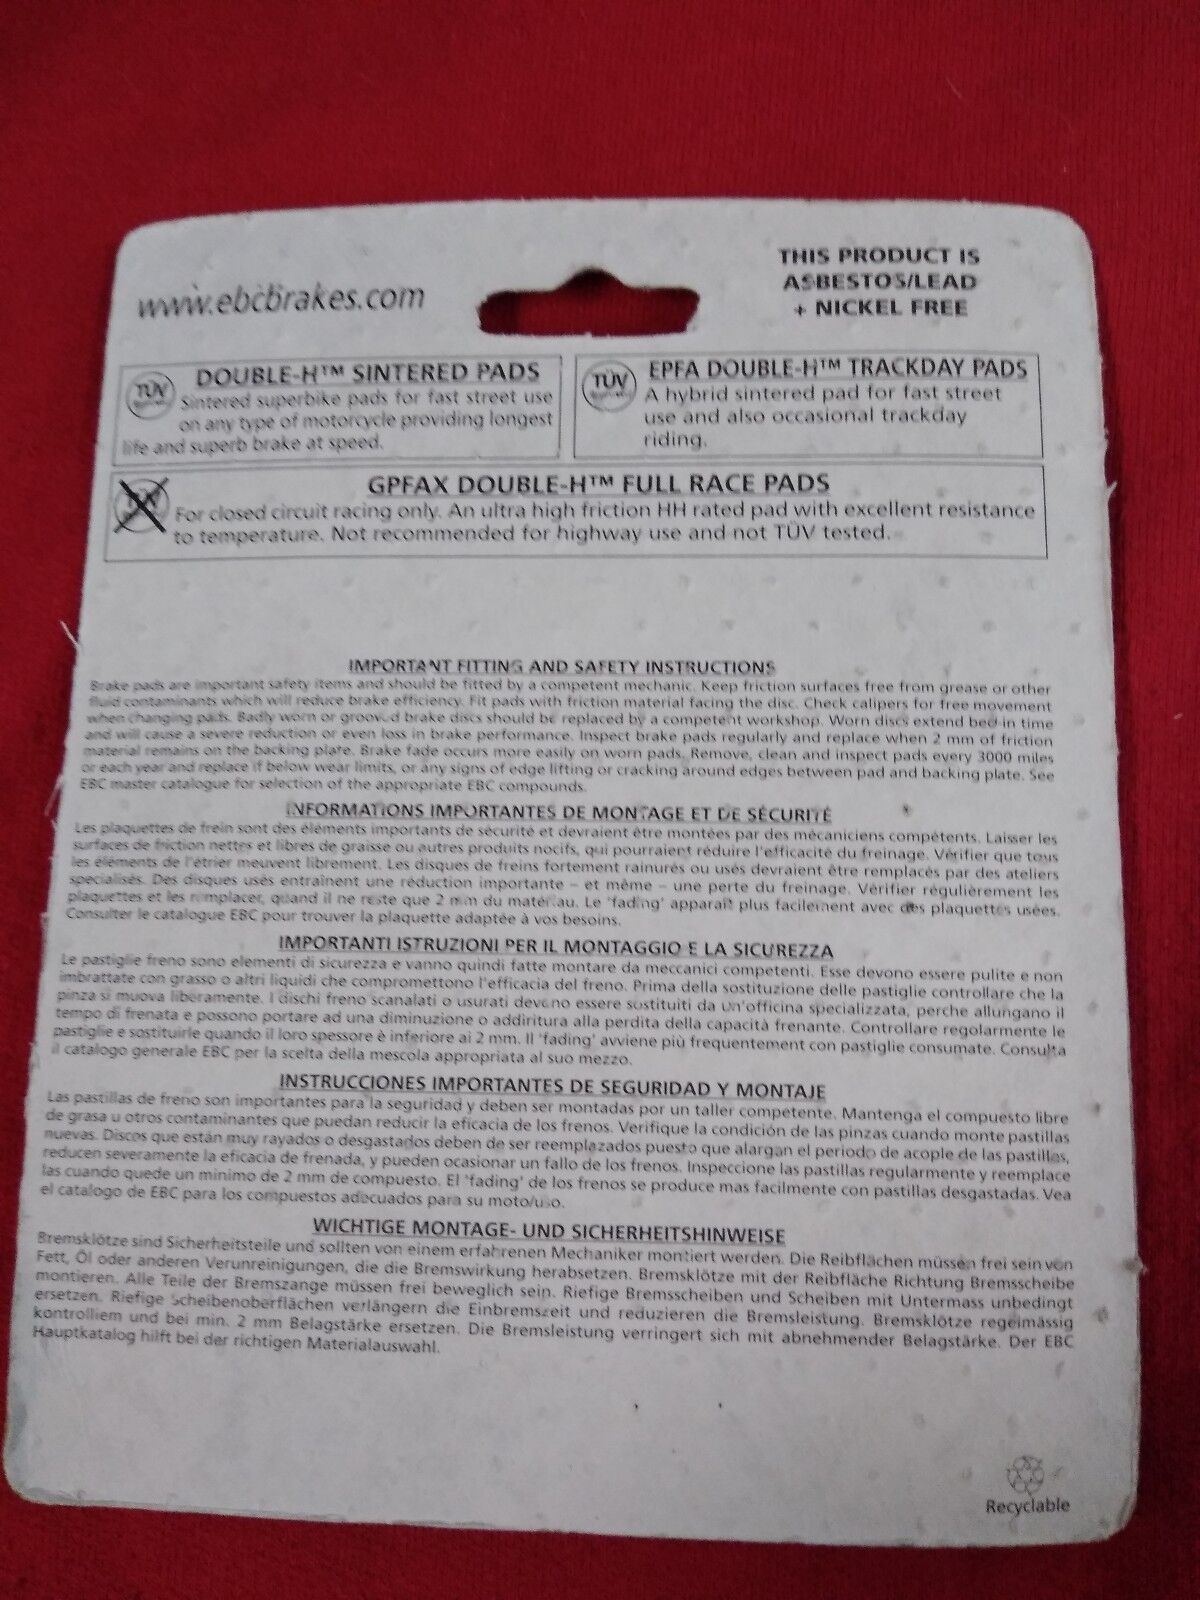 www.ebcbrakes.com
THIS PRODUCT IS
ASBESTOS/LEAD
+ NICKEL FREE
TÜV
DOUBLE-H™ SINTERED PADS
Sintered superbike pads for fast street use
on any type of motorcycle providing longest
life and superb brake at speed.
TÜV
EPFA DOUBLE-H™ TRACKDAY PADS
A hybrid sintered pad for fast street
use and also occasional trackday
riding.
GPFAX DOUBLE-H™ FULL RACE PADS
For closed circuit racing only. An ultra high friction HH rated pad with excellent resistance
to temperature. Not recommended for highway use and not TÜV tested.
IMPORTANT FITTING AND SAFETY INSTRUCTIONS
Brake pads are important safety items and should be fitted by a competent mechanic. Keep friction surfaces free from grease or other
fluid contaminants which will reduce brake efficiency. Fit pads with friction material facing the disc. Check calipers for free movement
when changing pads. Badly worn or grooved brake discs should be replaced by a competent workshop. Worn discs extend bed-in time
and will cause a severe reduction or even loss in brake performance. Inspect brake pads regularly and replace when 2 mm of friction
material remains on the backing plate. Brake fade occurs more easily on worn pads. Remove, clean and inspect pads every 3000 miles
or each year and replace if below wear limits, or any signs of edge lifting or cracking around edges between pad and backing plate. See
EBC master catalogue for selection of the appropriate EBC compounds.
INFORMATIONS IMPORTANTES DE MONTAGE ET DE SÉCURITÉ
Les plaquettes de frein sont des éléments importants de sécurité et devraient être montées par des mécaniciens compétents. Laisser les
surfaces de friction nettes et libres de graisse ou autres produits nocifs, qui pourraient réduire l'efficacité du freinage. Vérifier que tous
les éléments de l'étrier meuvent librement. Les disques de freins fortement rainurés ou usés devraient être remplacés par des ateliers
specialisés. Des disques usés entraînent une réduction importante – et même – une perte du freinage. Vérifier régulièrement les
plaquettes et les remplacer, quand il ne reste que 2 mm du matériau. Le 'fading' apparaît plus facilement avec des plaquettes usées.
Consulter le catalogue EBC pour trouver la plaquette adaptée à vos besoins.
IMPORTANTI ISTRUZIONI PER IL MONTAGGIO E LA SICUREZZA
Le pastiglie freno sono elementi di sicurezza e vanno quindi fatte montare da meccanici competenti. Esse devono essere pulite e non
imbrattate con grasso o altri liquidi che compromettono l'efficacia del freno. Prima della sostituzione delle pastiglie controllare che la
pinza si muova liberamente. I dischi freno scanalati o usurati devono essere sostituiti da un'officina specializzata, perche allungano il
tempo di frenata e possono portare ad una diminuzione o addiritura alla perdita della capacità frenante. Controllare regolarmente le
pastiglie e sostituirle quando il loro spessore è inferiore ai 2 mm. Il 'fading' avviene più frequentemente con pastiglie consumate. Consulta
il catalogo generale EBC per la scelta della mescola appropriata al suo mezzo.
INSTRUCCIONES IMPORTANTES DE SEGURIDAD Y MONTAJE
Las pastillas de freno son importantes para la seguridad y deben ser montadas por un taller competente. Mantenga el compuesto libre
de grasa u otros contaminantes que puedan reducir la eficacia de los frenos. Verifique la condición de las pinzas cuando monte pastillas
nuevas. Discos que están muy rayados o desgastados deben de ser reemplazados puesto que alargan el periodo de acople de las pastillas,
reducen severamente la eficacia de frenada, y pueden ocasionar un fallo de los frenos. Inspeccione las pastillas regularmente y reemplace
las cuando quede un minimo de 2 mm de compuesto. El 'fading' de los frenos se produce mas facilmente con pastillas desgastadas. Vea
el catalogo de EBC para los compuestos adecuados para su moto/uso.
WICHTIGE MONTAGE- UND SICHERHEITSHINWEISE
Bremsklötze sind Sicherheitsteile und sollten von einem erfahrenen Mechaniker montiert werden. Die Reibflächen müssen frei sein von
Fett, Öl oder anderen Verunreinigungen, die die Bremswirkung herabsetzen. Bremsklötze mit der Reibfläche Richtung Bremsscheibe
montieren. Alle Teile der Bremszange müssen frei beweglich sein. Riefige Bremsscheiben und Scheiben mit Untermass unbedingt
ersetzen. Riefige Scheibenoberflächen verlängern die Einbremszeit und reduzieren die Bremsleistung. Bremsklötze regelmässig
kontrolliern und bei min. 2 mm Belagstärke ersetzen. Die Bremsleistung verringert sich mit abnehmender Belagstärke. Der EBC
Hauptkatalog hilft bei der richtigen Materialauswahl.
Recyclable